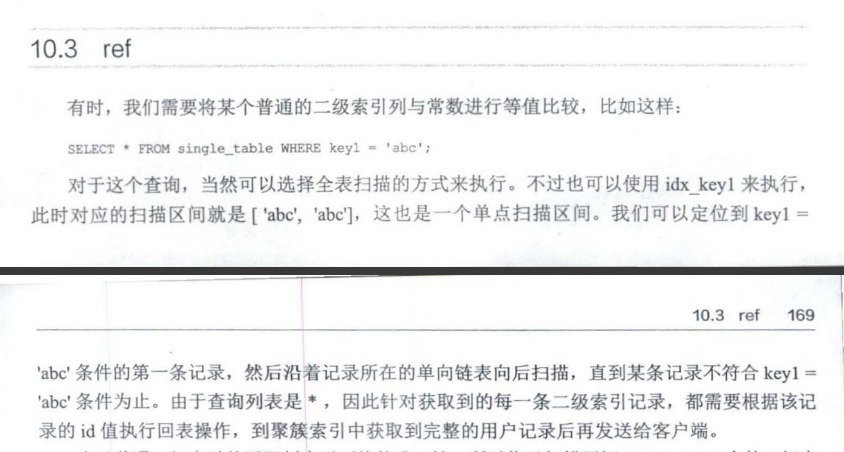 10.3 ref
有时，我们需要将某个普通的二级索引列与常数进行等值比较，比如这样：
SELECT * FROM single_table WHERE key1 = 'abc';
对于这个查询，当然可以选择全表扫描的方式来执行。不过也可以使用 idx_key1 来执行，
此时对应的扫描区间就是 [ 'abc', 'abc']，这也是一个单点扫描区间。我们可以定位到 key1 =
10.3 ref 169
'abc' 条件的第一条记录，然后沿着记录所在的单向链表向后扫描，直到某条记录不符合 key1 =
'abc' 条件为止。由于查询列表是 *，因此针对获取到的每一条二级索引记录，都需要根据该记
录的 id 值执行回表操作，到聚簇索引中获取到完整的用户记录后再发送给客户端。